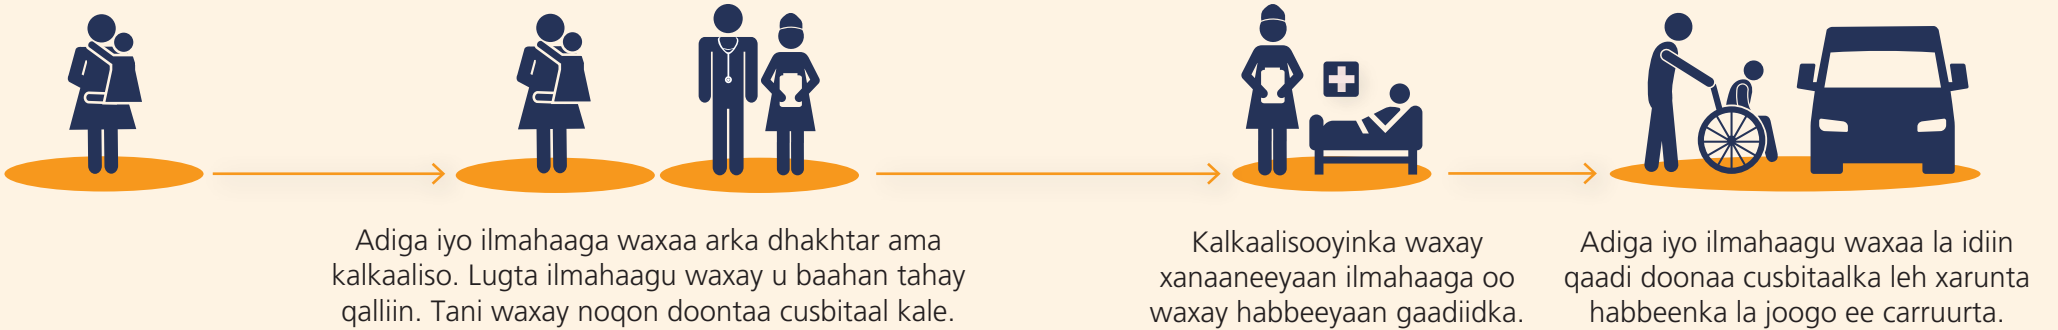 Adiga iyo ilmahaaga waxaa arka dhakhtar ama
kalkaaliso. Lugta ilmahaagu waxay u baahan tahay
qalliin. Tani waxay noqon doontaa cusbitaal kale.
Kalkaalisooyinka waxay
xanaaneeyaan ilmahaaga oo
waxay habbeeyaan gaadiidka.
Adiga iyo ilmahaagu waxaa la idiin
qaadi doonaa cusbitaalka leh xarunta
habbeenka la joogo ee carruurta.